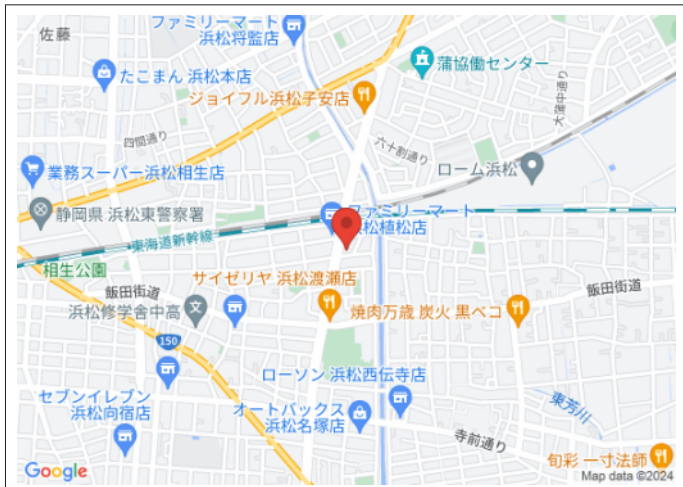 佐藤
ファミリーマート
浜松将監店
たこまん 浜松本店
蒲協働センター
ジョイフル浜松子安店
大蒲中通り
四間通り
六十割通り
ローム浜松
業務スーパー浜松相生店
静岡県 浜松東警察署
ファミリーマート
浜松植松店
東海道新幹線
相生公園
サイゼリヤ 浜松渡瀬店
飯田街道
飯田街道
浜松修学舎中高
焼肉万歳 炭火 黒ベコ
150
ローソン 浜松西伝寺店
セブンイレブン
浜松向宿店
オートバックス
浜松名塚店
東芳川
寺前通り
旬彩 一寸法師
Google
Map data ©2024